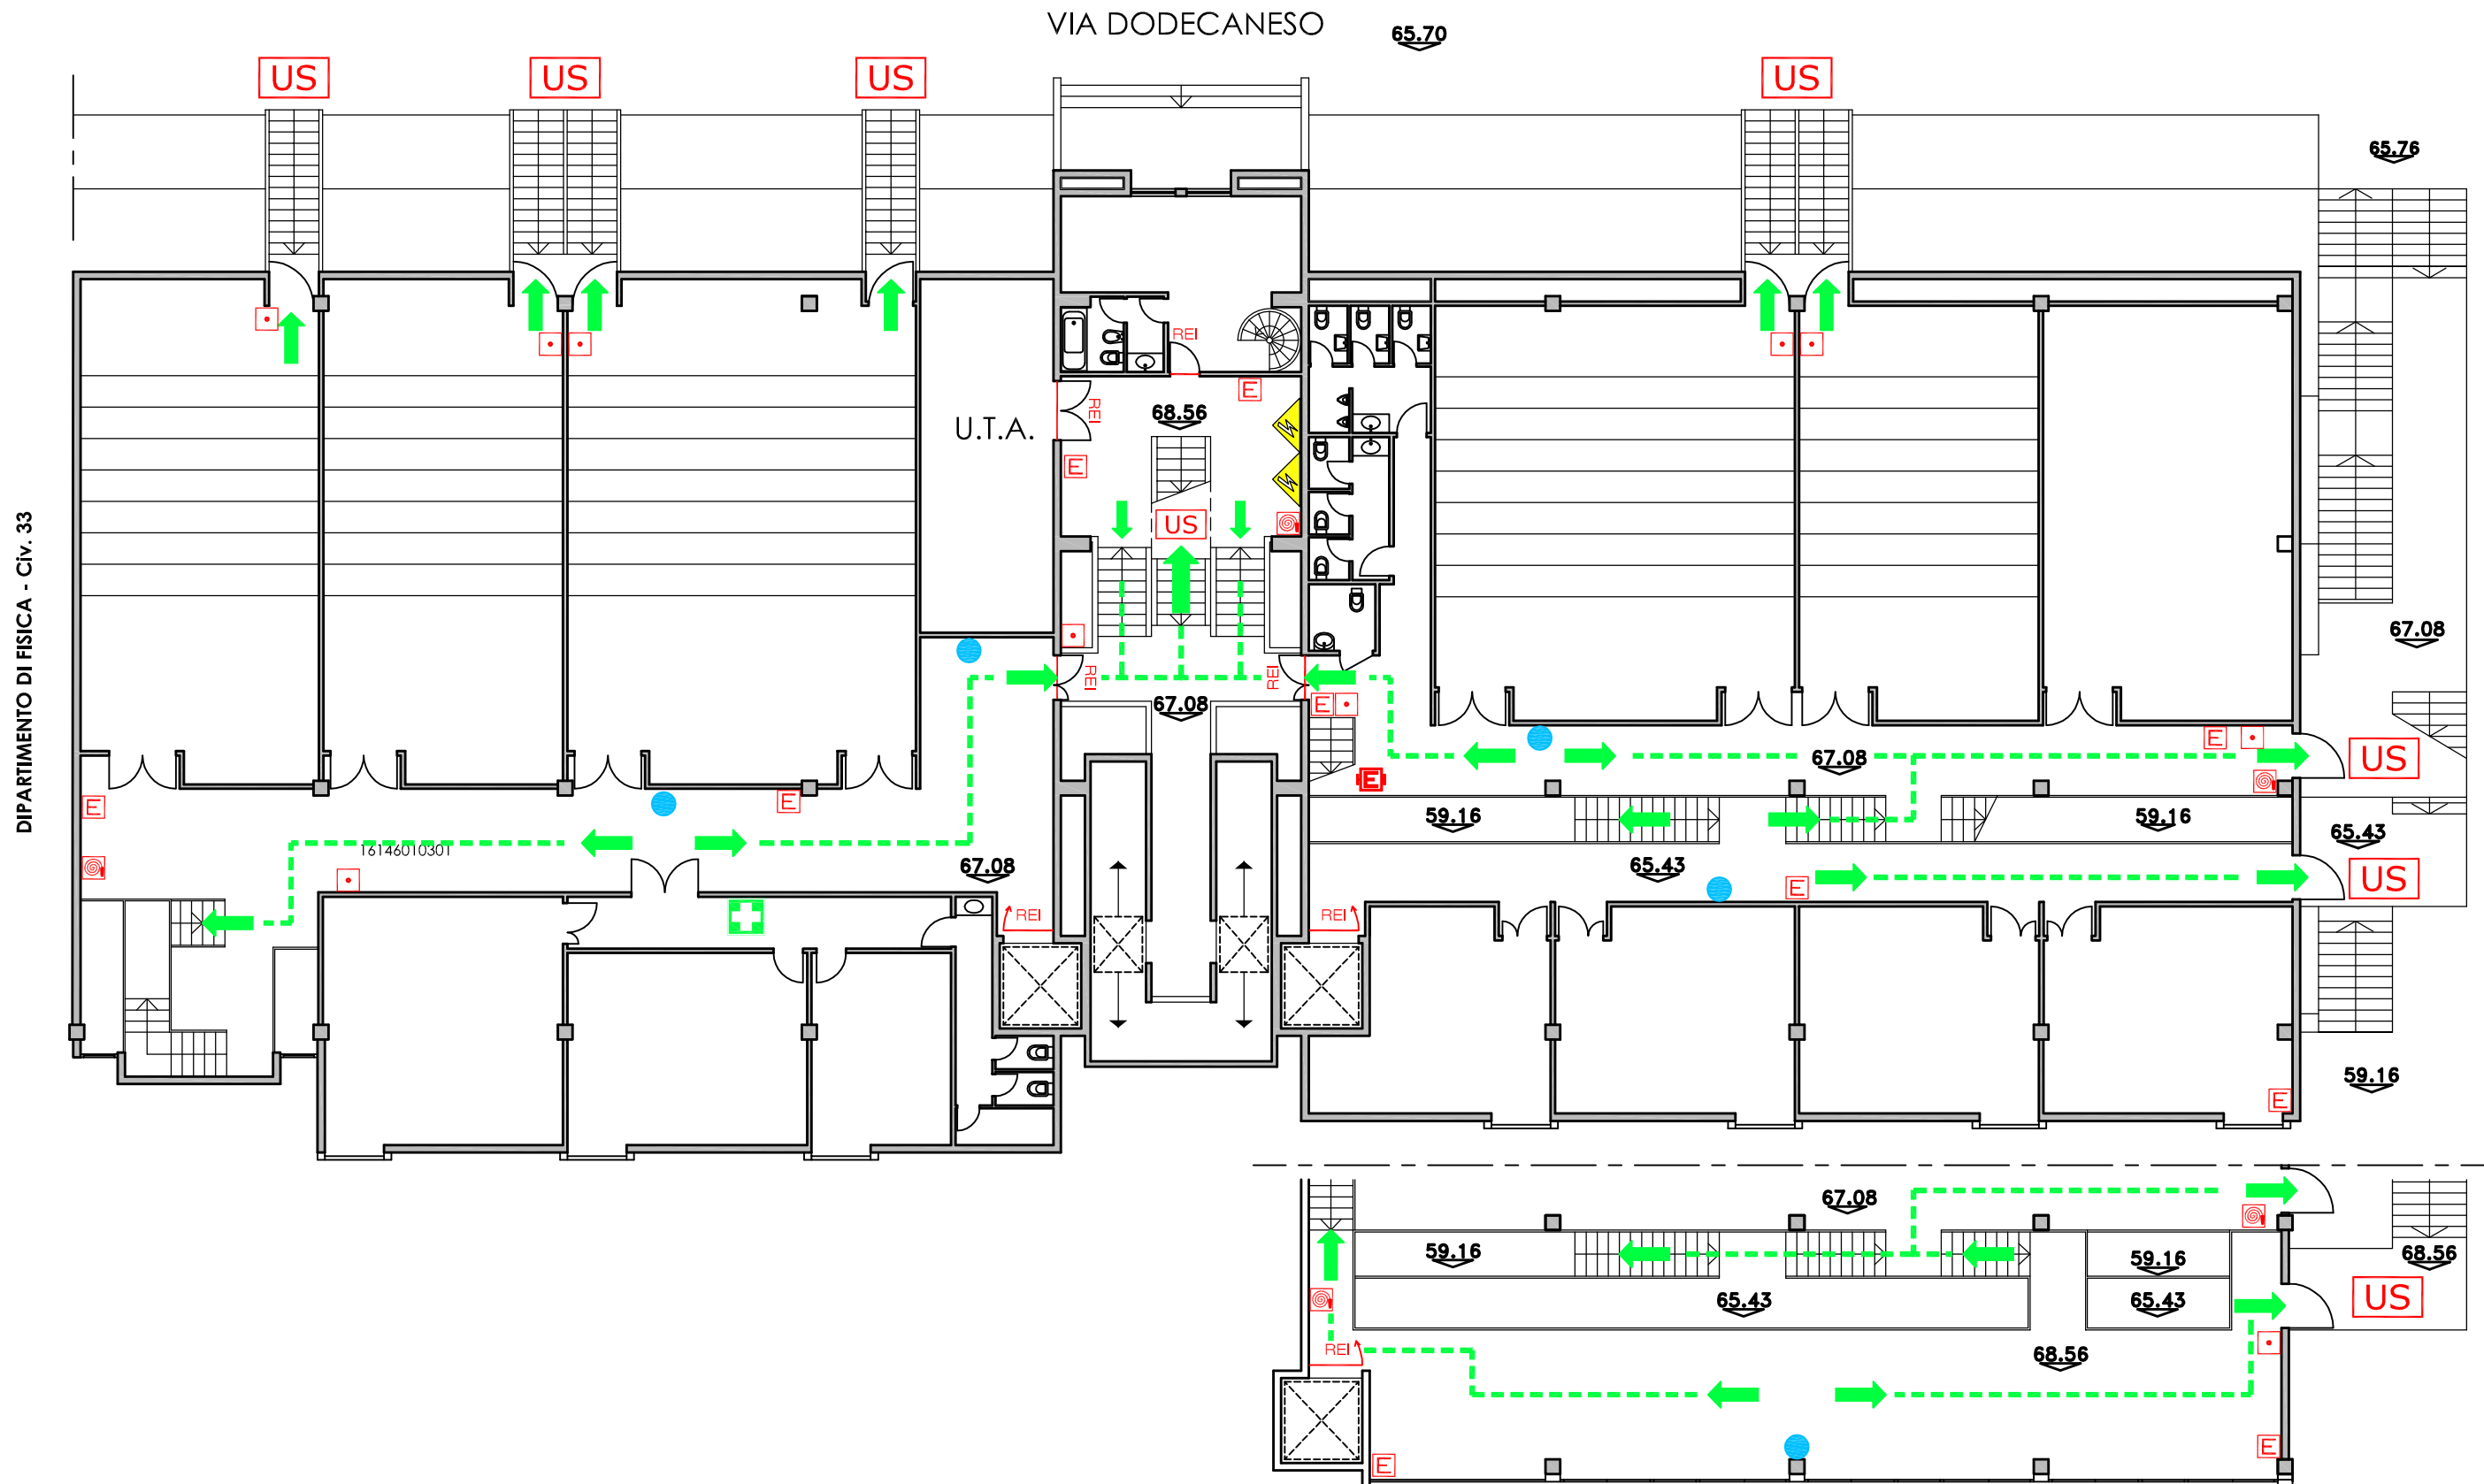 VIA DODECANESO
65.70
US
US
US
US
65.76
REI
E
REI
68.56
U.T.A.
E
US
DIPARTIMENTO DI FISICA - Civ. 33
67.08
REI
REI
E
67.08
E
67.08
US
E
E
59.16
59.16
65.43
16146010301
67.08
65.43
US
E
REI
REI
59.16
E
67.08
59.16
59.16
68.56
65.43
65.43
US
REI
68.56
E
E